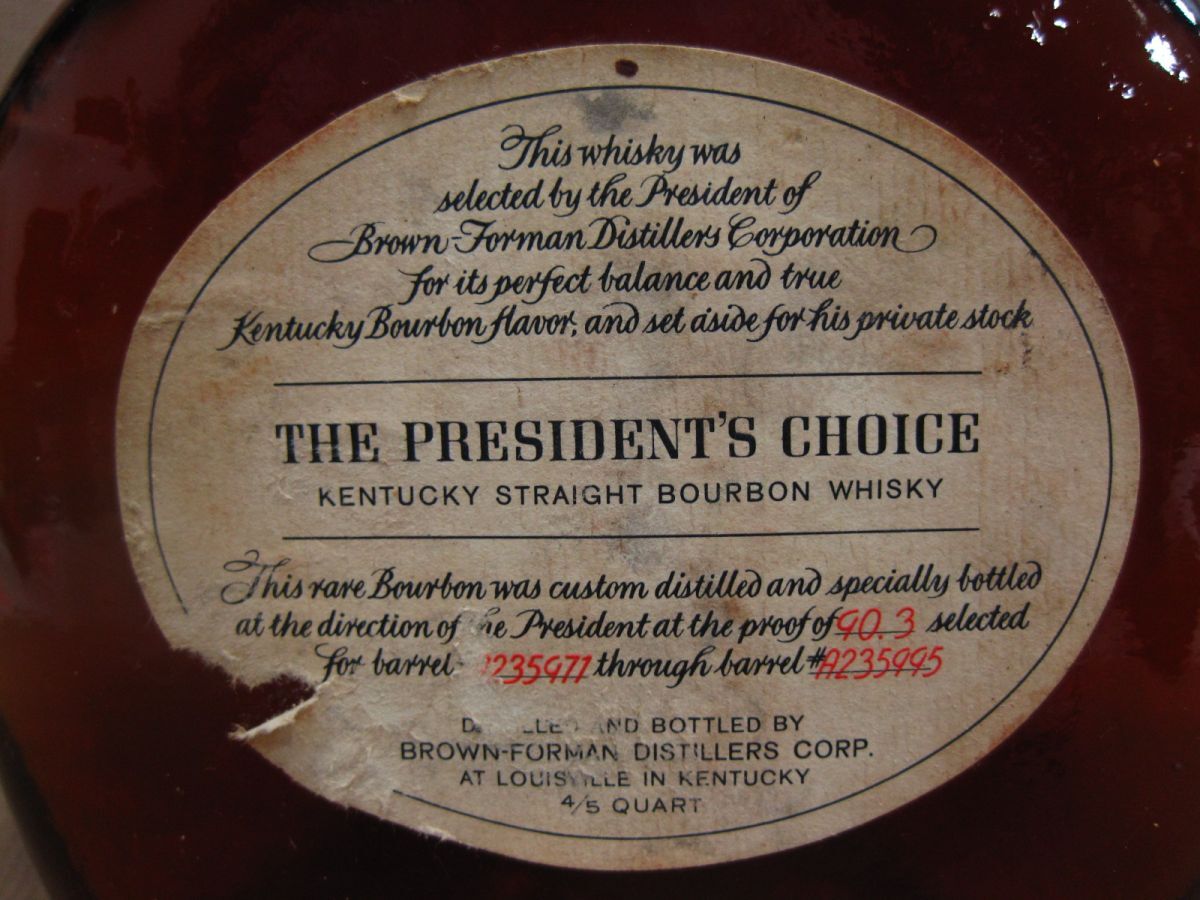 This whisky was
selected by the President of
Brown-Forman Distillers Corporation
for its perfect balance and true
Kentucky Bourbon flavor, and set aside for his private stock
THE PRESIDENT'S CHOICE
KENTUCKY STRAIGHT BOURBON WHISKY
This rare Bourbon was custom distilled and specially bottled
at the direction of he President at the proof of 90.3 selected
for barrel 235971 through barrel #A235995
AND BOTTLED BY
BROWN-FORMAN DISTILLERS CORP.
AT LOUISVILLE IN KENTUCKY
4/5 QUART